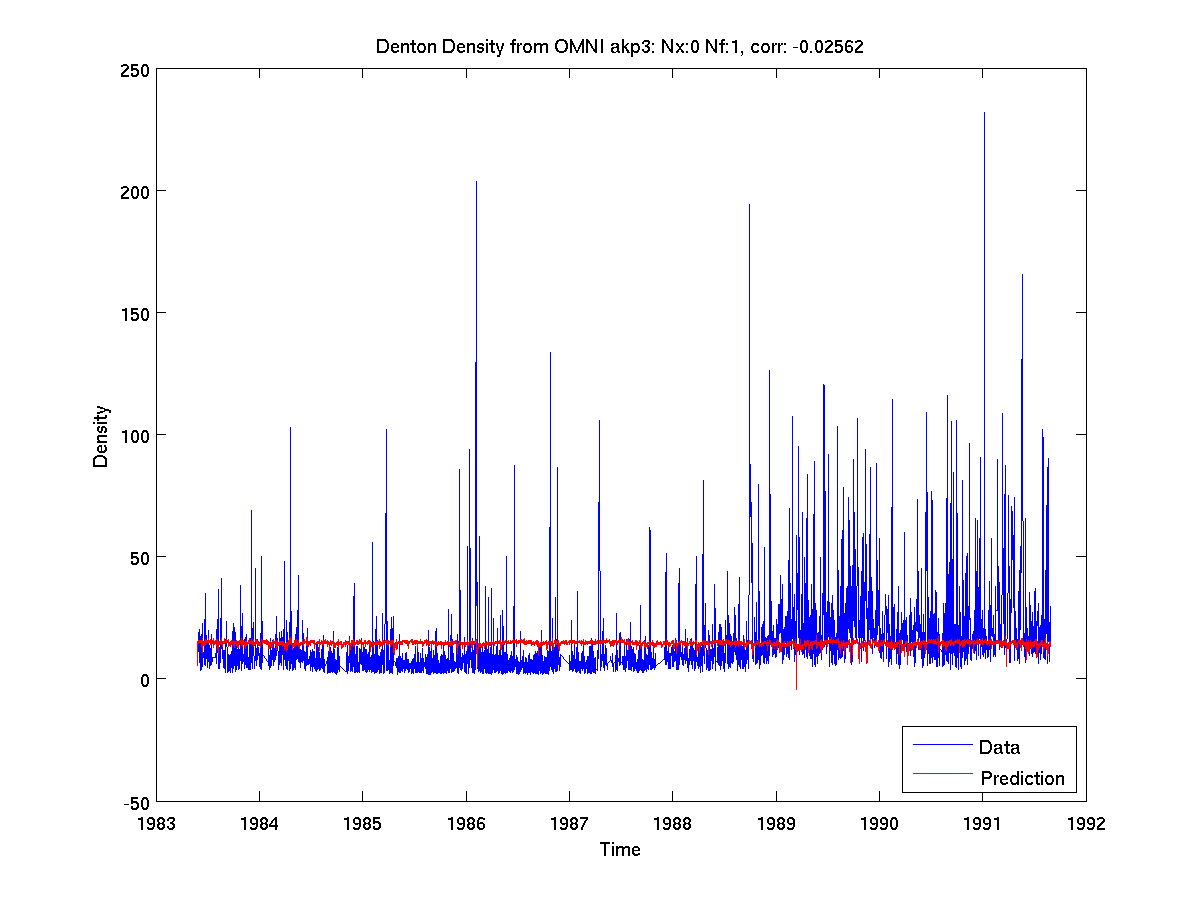 Denton Density from OMNI akp3: Nx:0 Nf:1, corr: -0.02562
250
200
150
100
50
0
-50
Density
1983 1984 1985 1986 1987 1988 1989 1990 1991 1992
Time
Data
Prediction